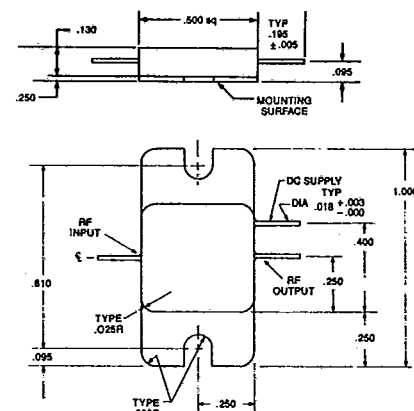 .500 sq
TYP
.195
±.005
.130
.095
.250
MOUNTING
SURFACE
DC SUPPLY
TYP
DIA .018 +.003
-.000
1.000
RF
INPUT
.400
.610
RF
OUTPUT
.250
TYPE
.025R
.250
.095
TYPE
.250